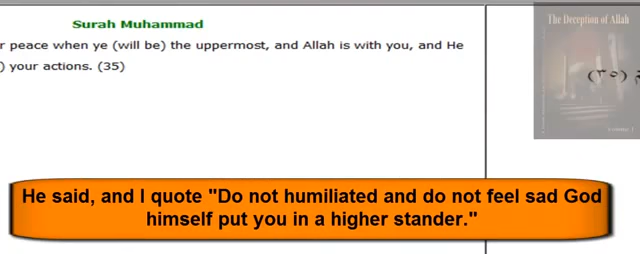 Surah Muhammad
The Deception of Allah
r peace when ye (will be) the uppermost, and Allah is with you, and He
) your actions. (35)
(٣٥)
He said, and I quote "Do not humiliated and do not feel sad God
himself put you in a higher stander."